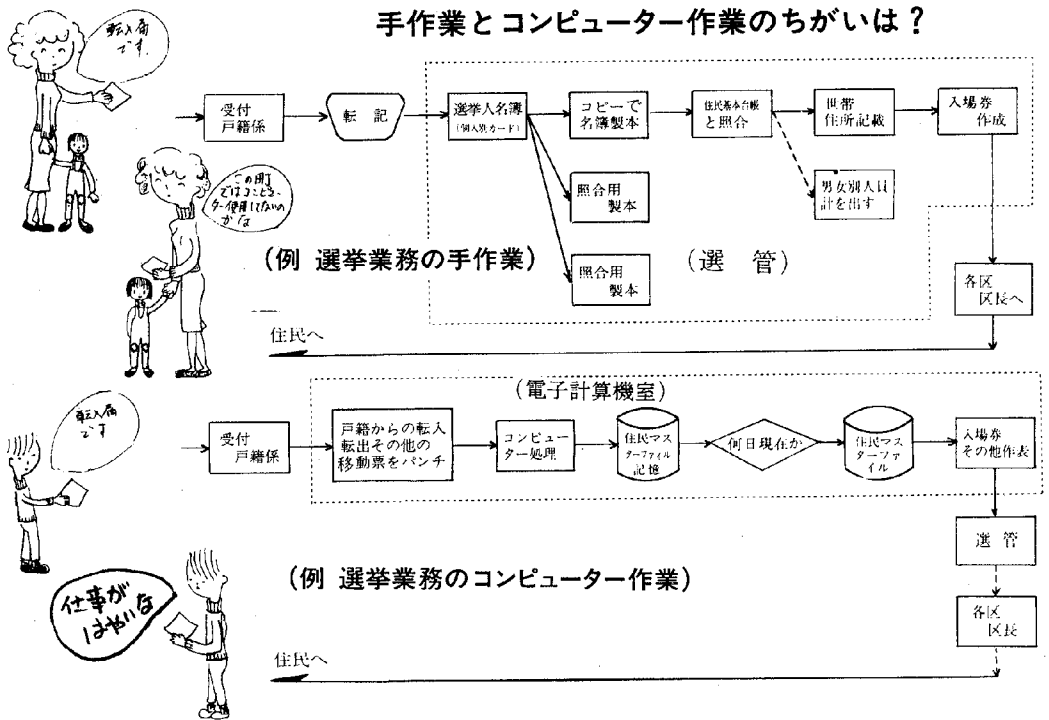 手作業とコンピューター作業のちがいは？
転入届
です。
受付
戸籍係
転記
選挙人名簿
(個人別カード)
コピーで
名簿製本
住民基本台帳
と照合
世帯
住所記載
入場券
作成
照合用
製本
男女別人員
計を出す
照合用
製本
この町
ではコンピュー
ター使用してないの
かな
(例 選挙業務の手作業)
(選 管)
各区
区長へ
住民へ
(電子計算機室)
転入届
です
受付
戸籍係
戸籍からの転入
転出その他の
移動票をパンチ
コンピュー
ター処理
住民マス
ターファイル
記憶
何日現在か
住民マス
ターファ
イル
入場券
その他作表
選管
(例 選挙業務のコンピューター作業)
仕事が
はやいな
各区
区長
住民へ